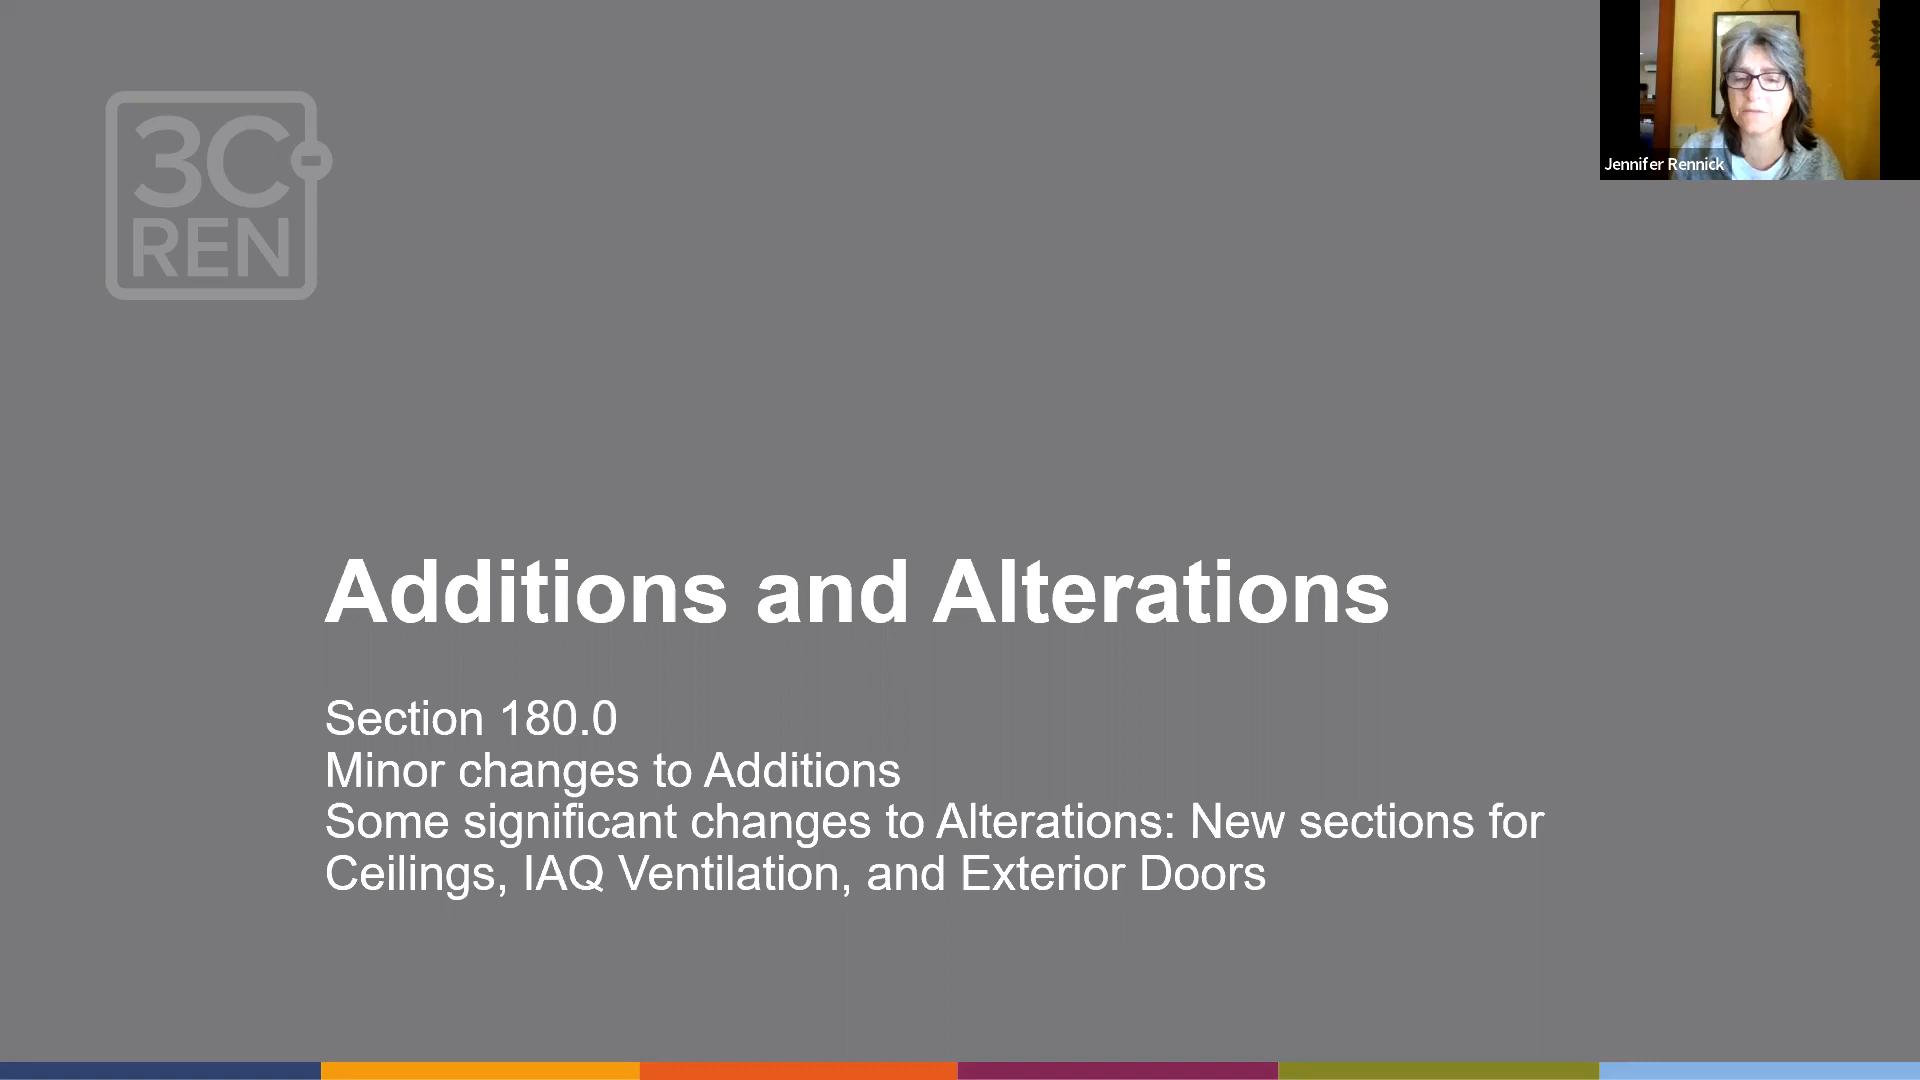 3C
REN
Jennifer Rennick
Additions and Alterations
Section 180.0
Minor changes to Additions
Some significant changes to Alterations: New sections for
Ceilings, IAQ Ventilation, and Exterior Doors